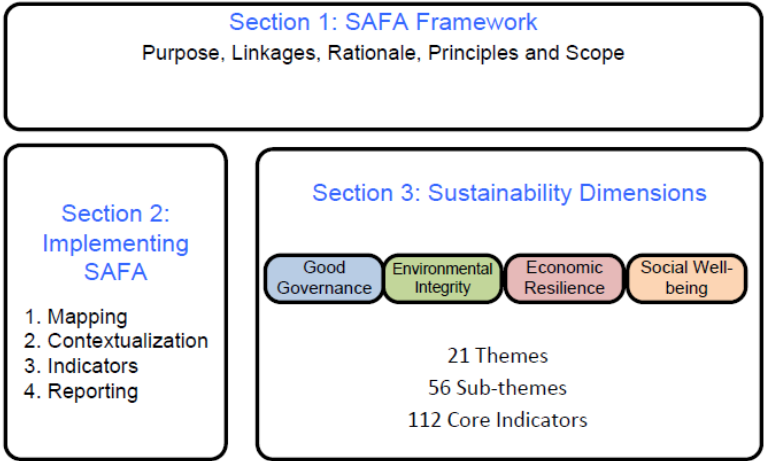 Section 1: SAFA Framework
Purpose, Linkages, Rationale, Principles and Scope
Section 2:
Implementing
SAFA
1. Mapping
2. Contextualization
3. Indicators
4. Reporting
Section 3: Sustainability Dimensions
Good
Governance
Environmental
Integrity
Economic
Resilience
Social Well-
being
21 Themes
56 Sub-themes
112 Core Indicators